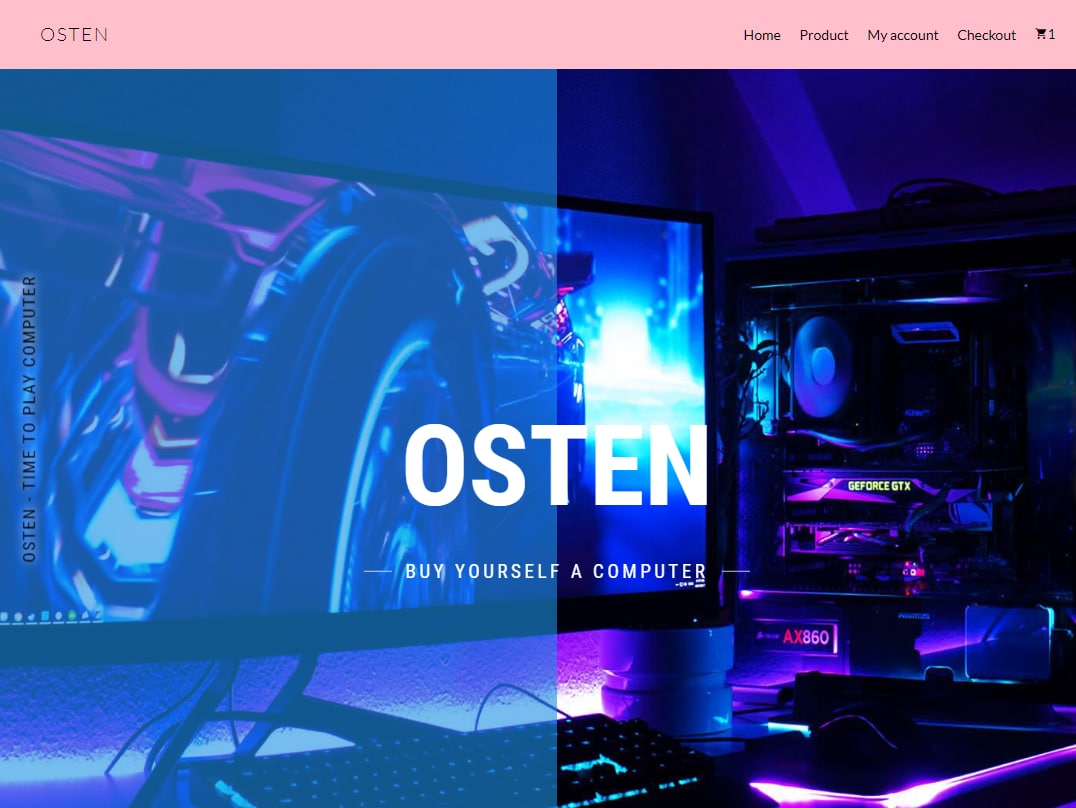 OSTEN
Home Product My account Checkout 1
OSTEN - TIME TO PLAY COMPUTER
OSTEN
BUY YOURSELF A COMPUTER
GEFORCE GTX
AX860